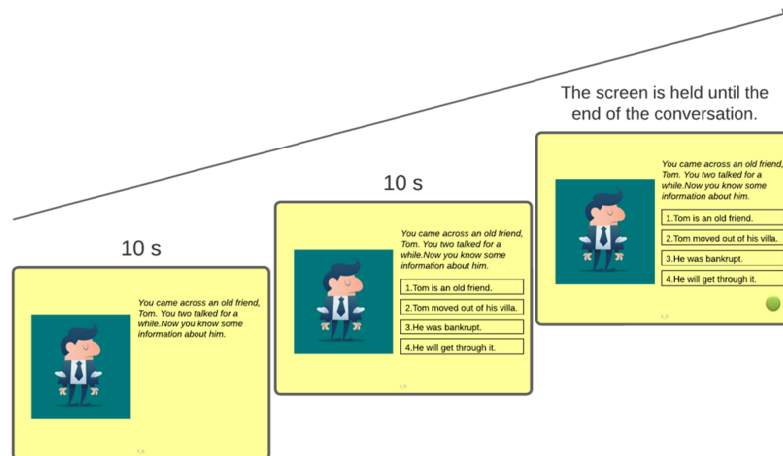 The screen is held until the
end of the conversation.
You came across an old friend,
Tom. You two talked for a
while.Now you know some
information about him.
1.Tom is an old friend.
2.Tom moved out of his villa.
3.He was bankrupt.
4.He will get through it.
10 s
You came across an old friend,
Tom. You two talked for a
while.Now you know some
information about him.
1.Tom is an old friend.
2.Tom moved out of his villa.
3.He was bankrupt.
4.He will get through it.
10 s
You came across an old friend,
Tom. You two talked for a
while.Now you know some
information about him.